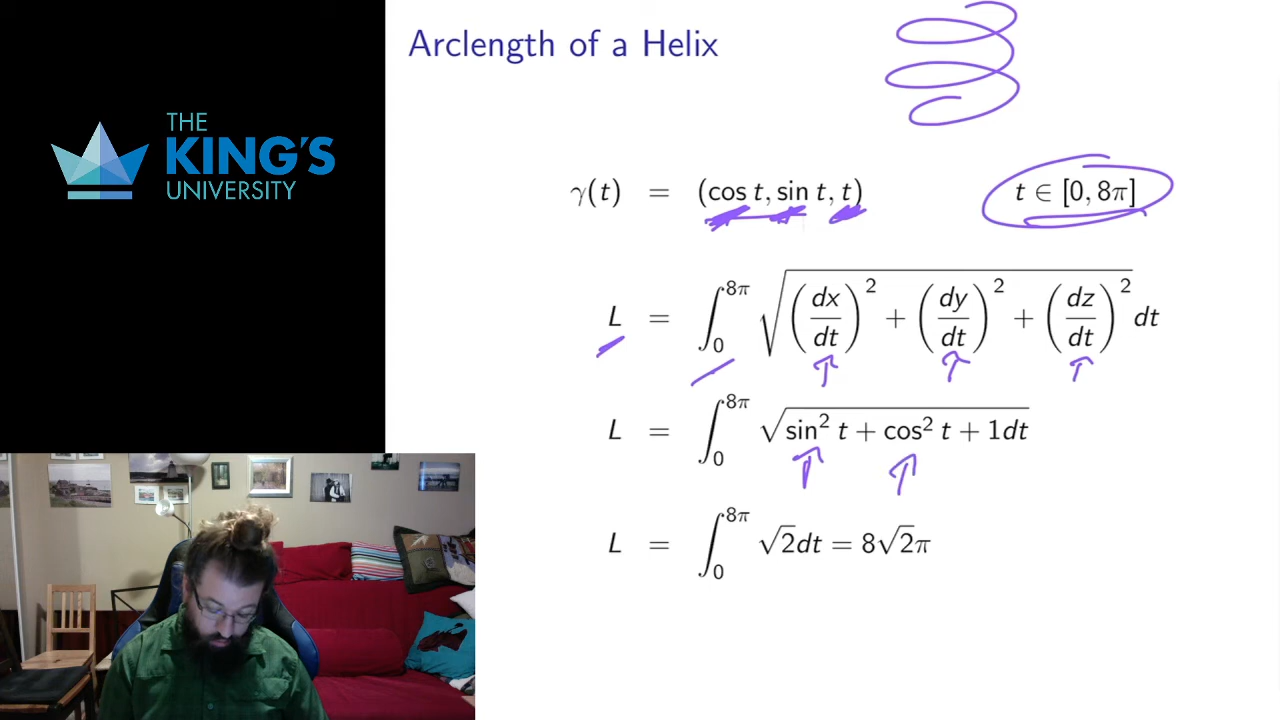 THE
KING'S
UNIVERSITY
Arclength of a Helix
γ(t) = (cos t, sin t, t) t ∈ [0, 8π]
L = ∫₀^{8π} √((dx/dt)² + (dy/dt)² + (dz/dt)²) dt
L = ∫₀^{8π} √(sin² t + cos² t + 1dt)
L = ∫₀^{8π} √2dt = 8√2π